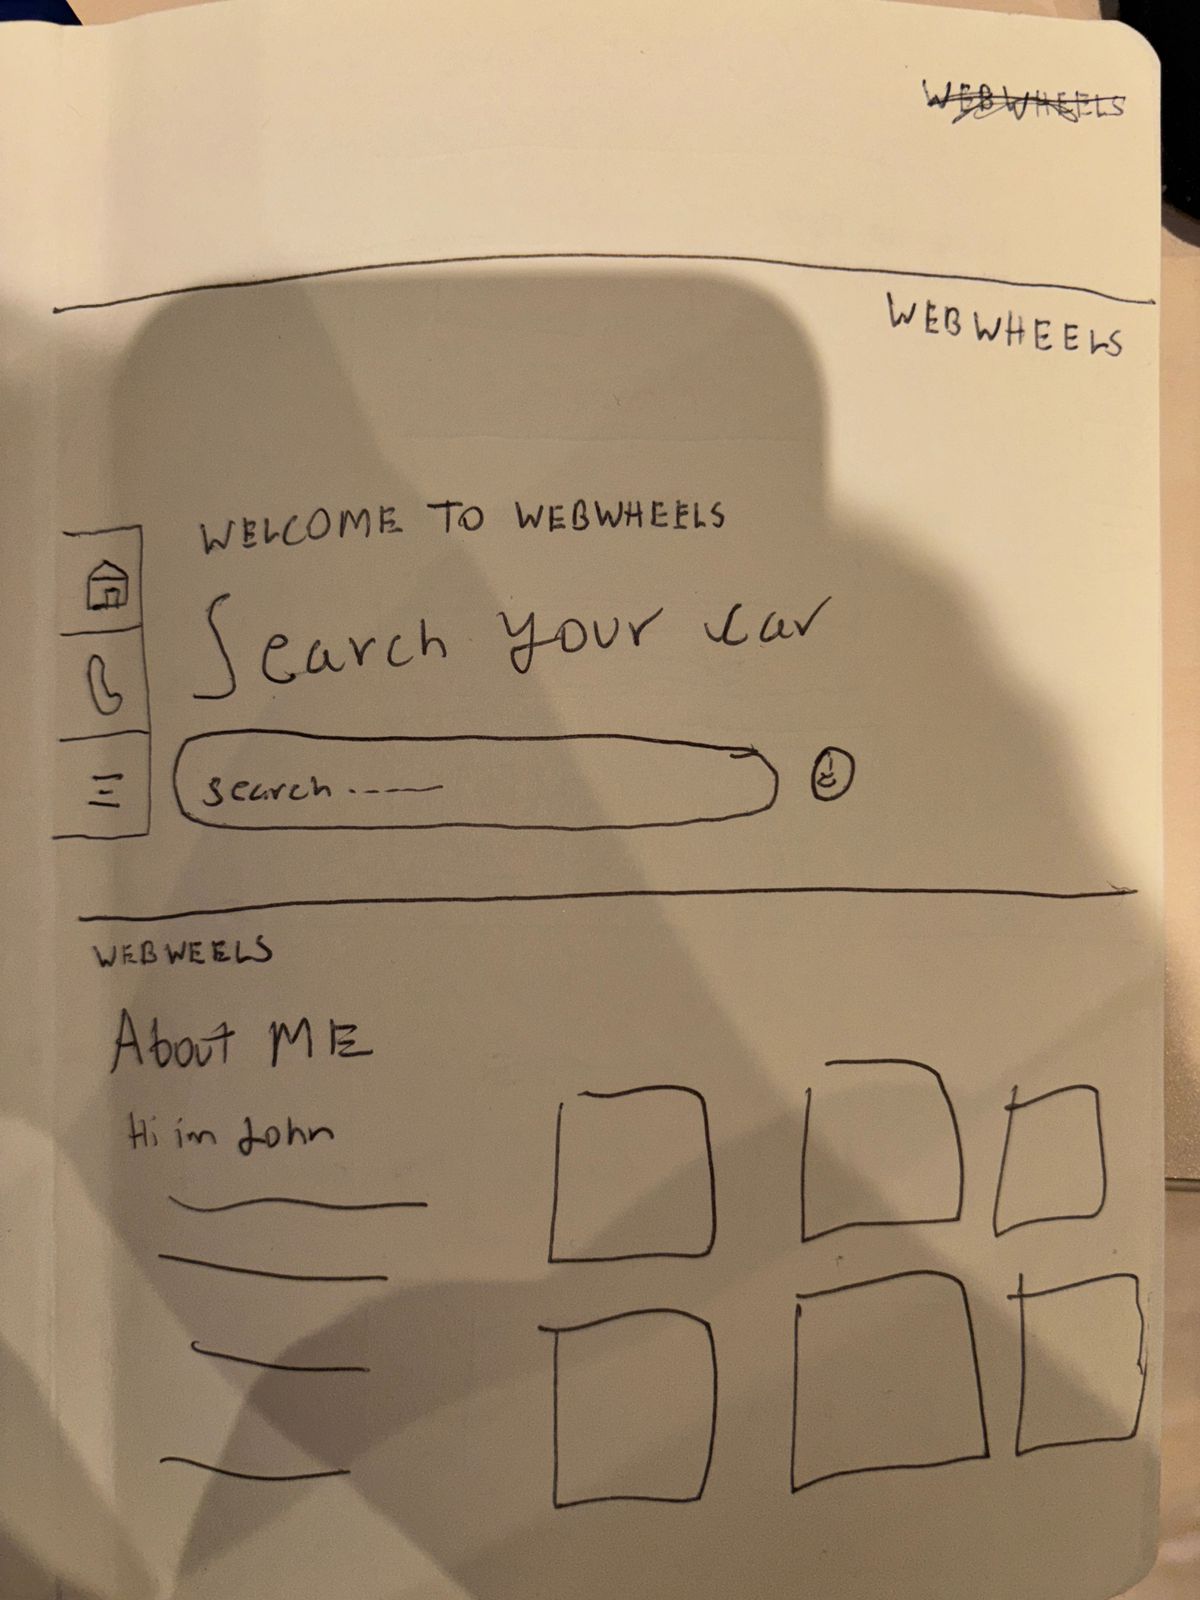 WEBWHEELS
WEBWHEELS
WELCOME TO WEBWHEELS
Search your car
search.-----
WEBWEELS
About ME
Hi im John